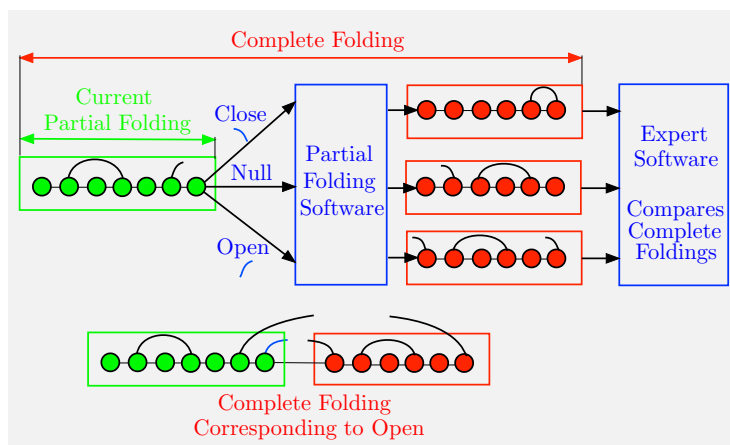 Complete Folding
Current
Partial Folding
Close
Null
Open
Partial
Folding
Software
Expert
Software
Compares
Complete
Foldings
Complete Folding
Corresponding to Open